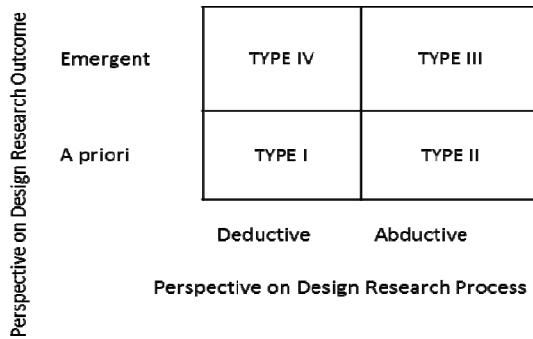 Perspective on Design Research Outcome
Emergent
TYPE IV
TYPE III
A priori
TYPE I
TYPE II
Deductive
Abductive
Perspective on Design Research Process